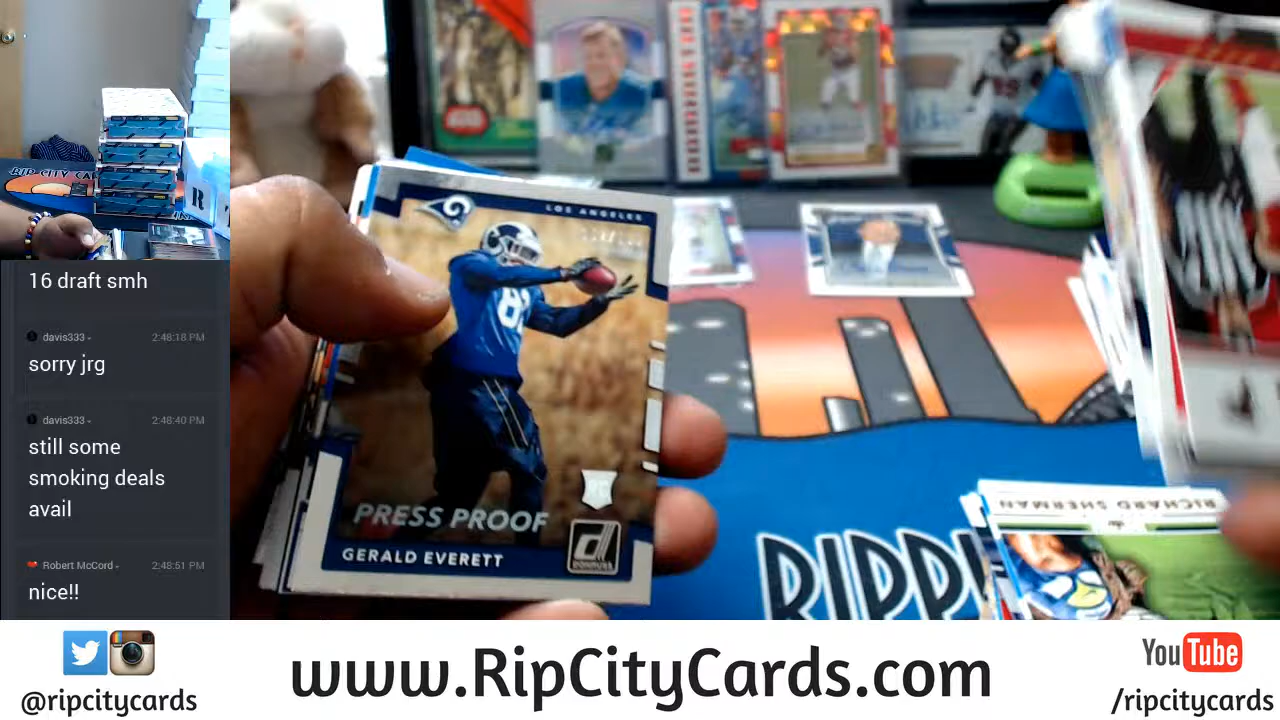 16 draft smh
davis333
2:48:18 PM
sorry jrg
davis333
2:48:40 PM
still some
smoking deals
avail
Robert McCord
2:48:51 PM
nice!!
LOS ANGELES
PRESS PROOF
GERALD EVERETT
DONRUSS
RICHARD SHERMAN
RIPPI
@ripcitycards
www.RipCityCards.com
YouTube
/ripcitycards